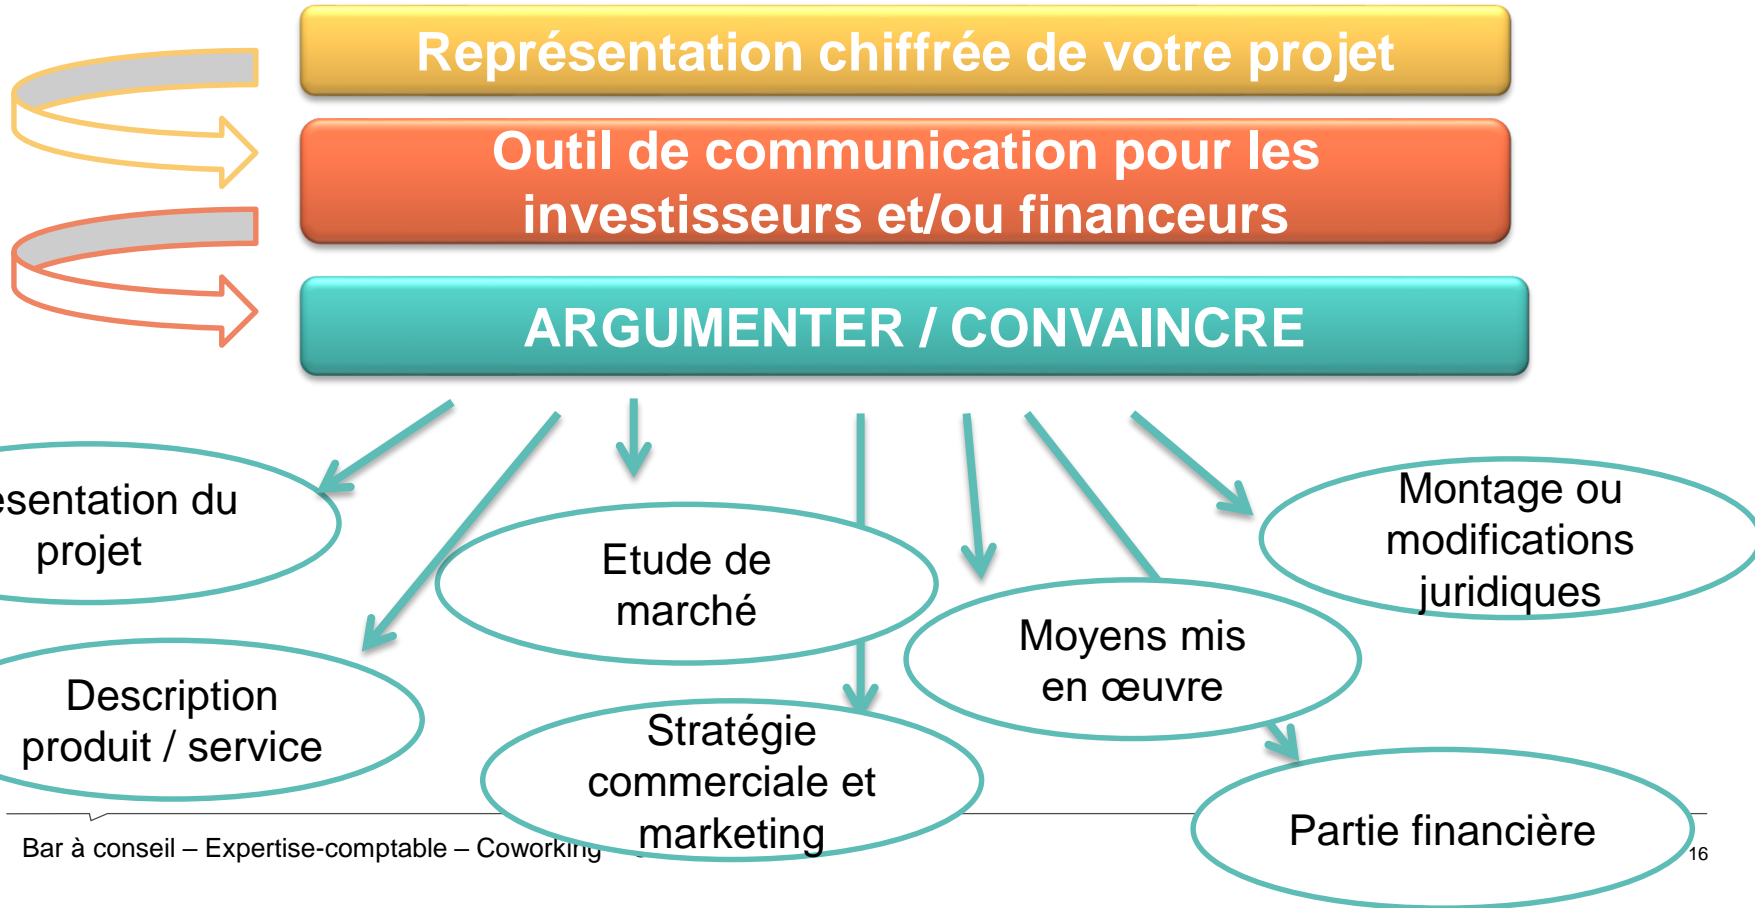 Représentation chiffrée de votre projet
Outil de communication pour les
investisseurs et/ou financeurs
ARGUMENTER / CONVAINCRE
esentation du
projet
Etude de
marché
Montage ou
modifications
juridiques
Description
produit / service
Moyens mis
en œuvre
Stratégie
commerciale et
marketing
Partie financière
Bar à conseil – Expertise-comptable – Coworking
16